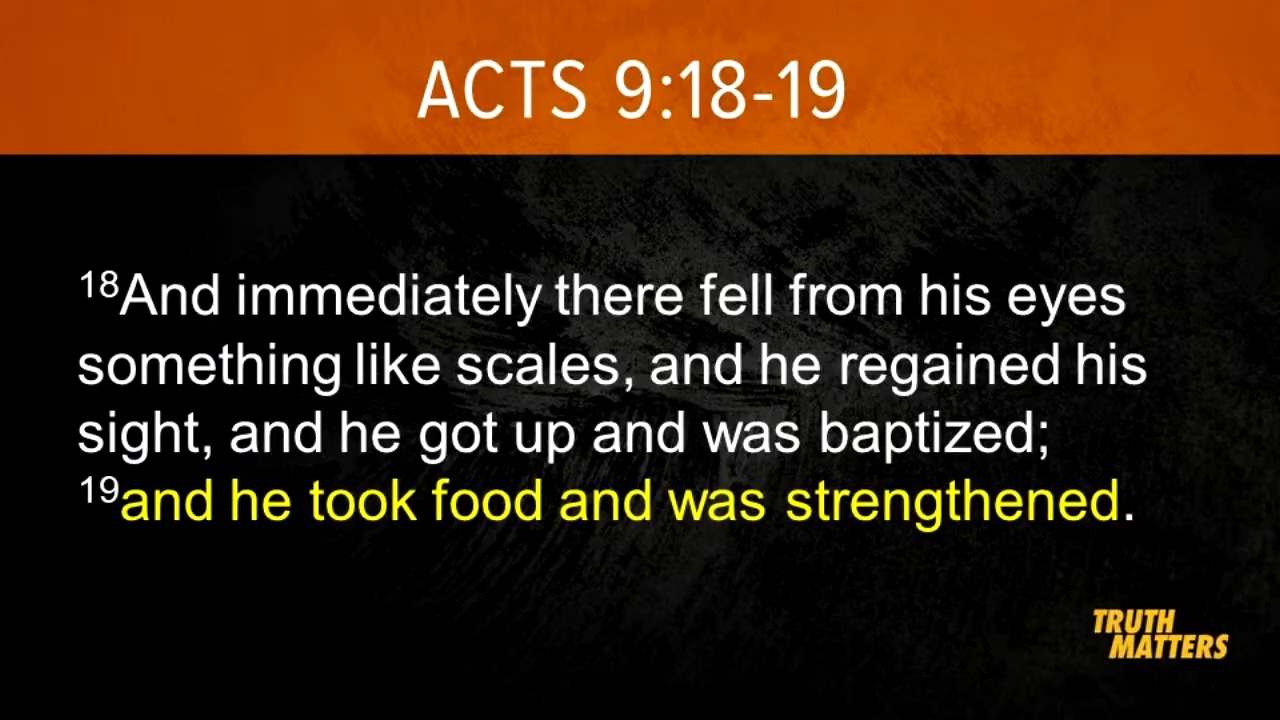 ACTS 9:18-19
18And immediately there fell from his eyes
something like scales, and he regained his
sight, and he got up and was baptized;
19and he took food and was strengthened.
TRUTH
MATTERS